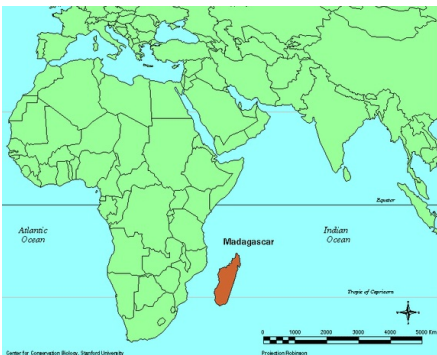 Equator
Atlantic
Ocean
Indian
Ocean
Madagascar
Tropic of Capricorn
0 1000 2000 3000 4000 5000 Km
Center for Conservation Biology, Stanford University
Projection:Robinson